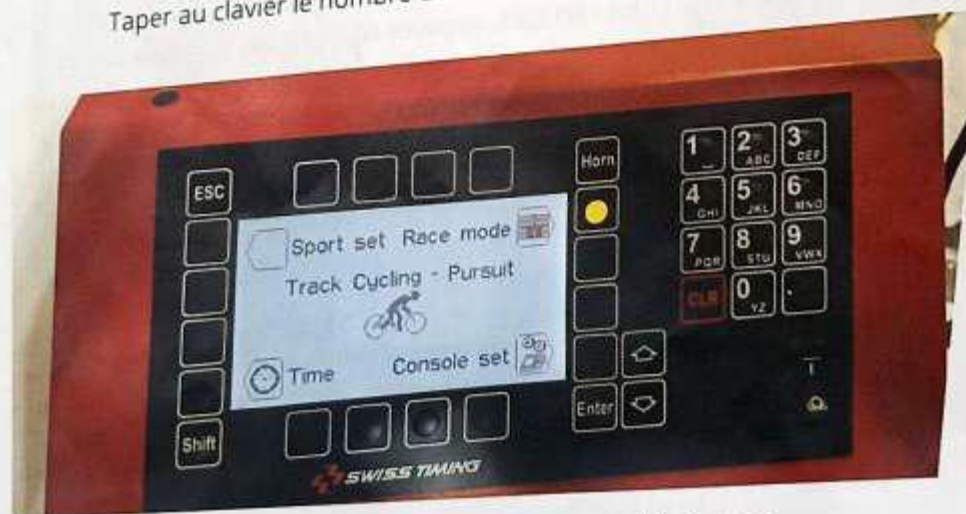 Taper au clavier le nombre
ESC
Horn
1
2 ABC
3 DEF
4 GHI
5 JKL
6 MNO
7 PQR
8 STU
9 VWX
CLR
0 YZ
.
Sport set Race mode
Track Cycling - Pursuit
Time Console set
Enter
Shift
SWISS TIMING